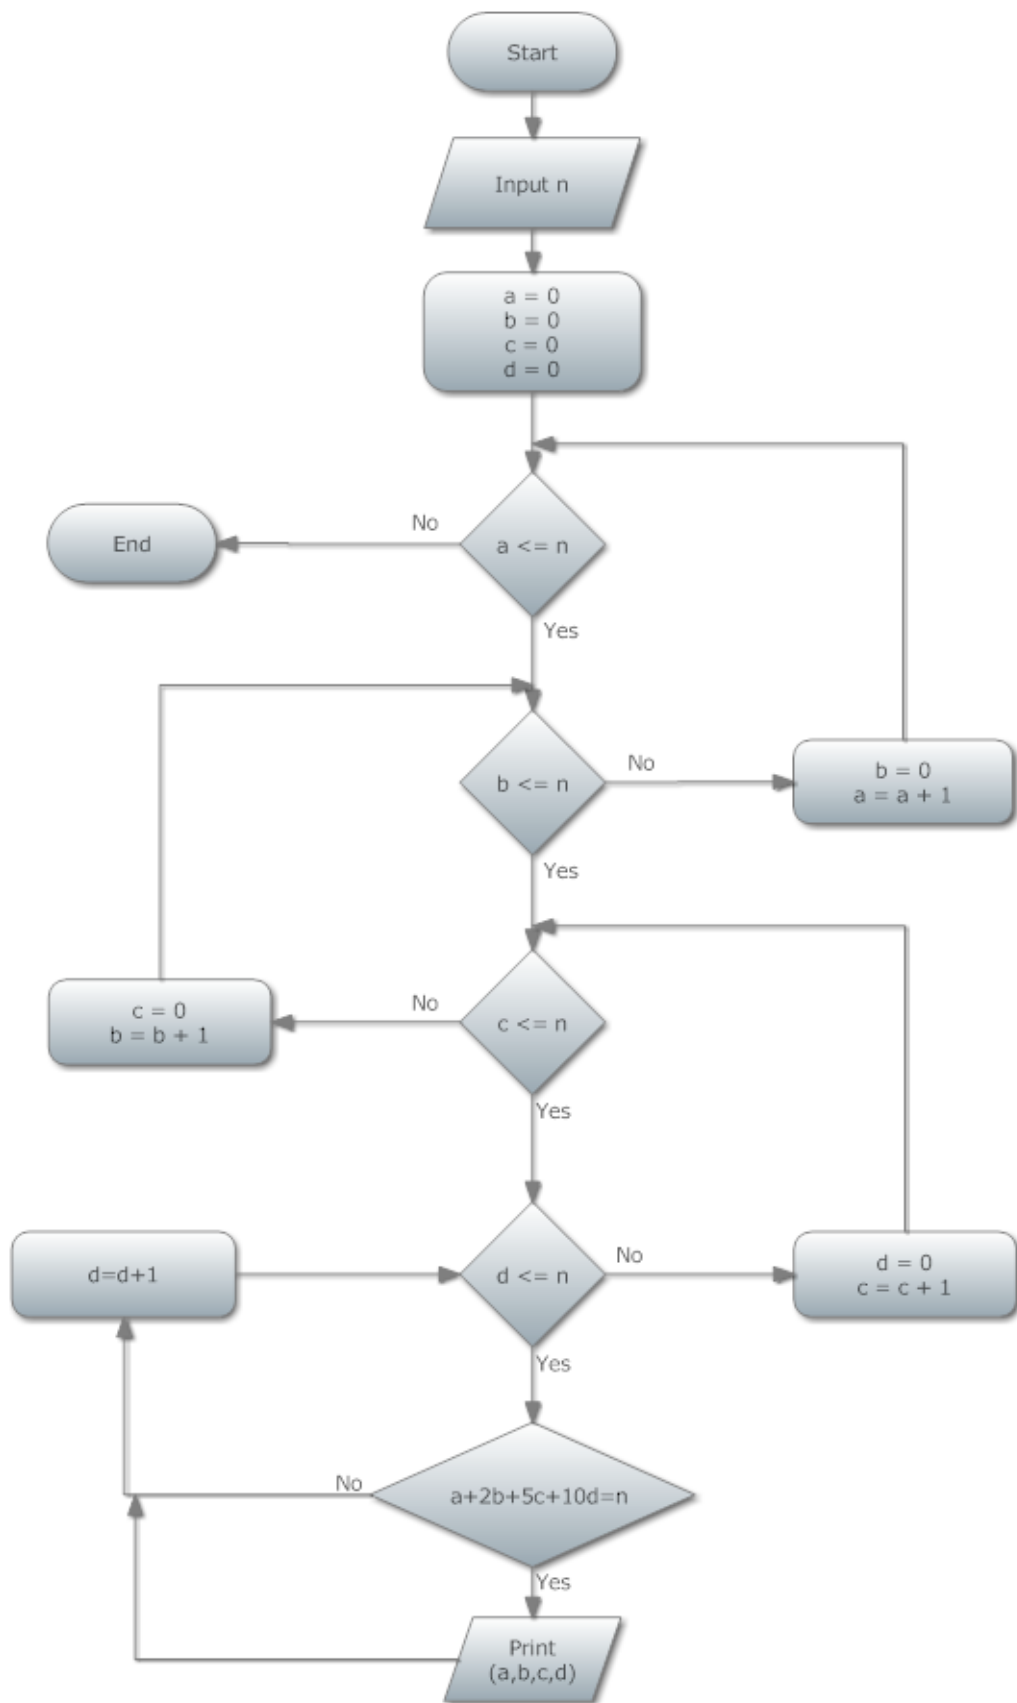 Start
Input n
a = 0
b = 0
c = 0
d = 0
No
End
a <= n
Yes
b <= n
No
b = 0
a = a + 1
Yes
c = 0
b = b + 1
No
c <= n
Yes
d=d+1
d <= n
No
d = 0
c = c + 1
Yes
No
a+2b+5c+10d=n
Yes
Print
(a,b,c,d)